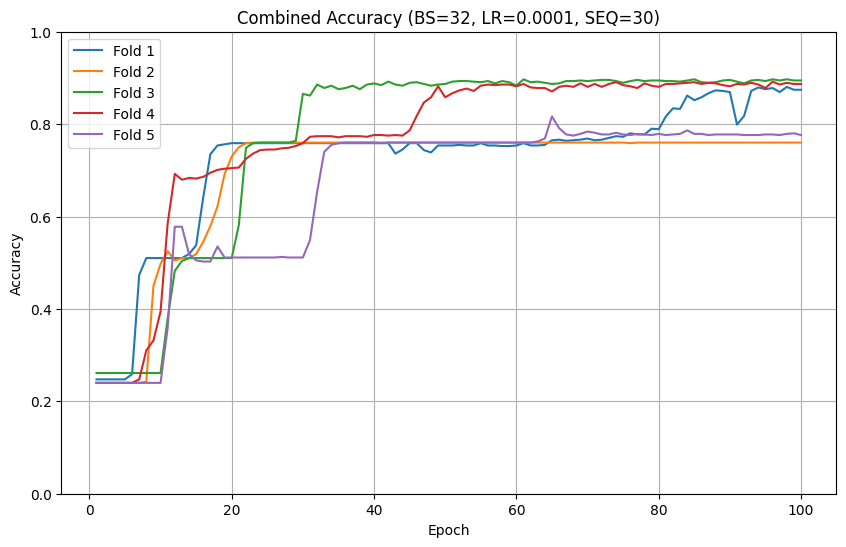 Combined Accuracy (BS=32, LR=0.0001, SEQ=30)
Fold 1
Fold 2
Fold 3
Fold 4
Fold 5
1.0
0.8
0.6
0.4
0.2
0.0
Accuracy
0 20 40 60 80 100
Epoch